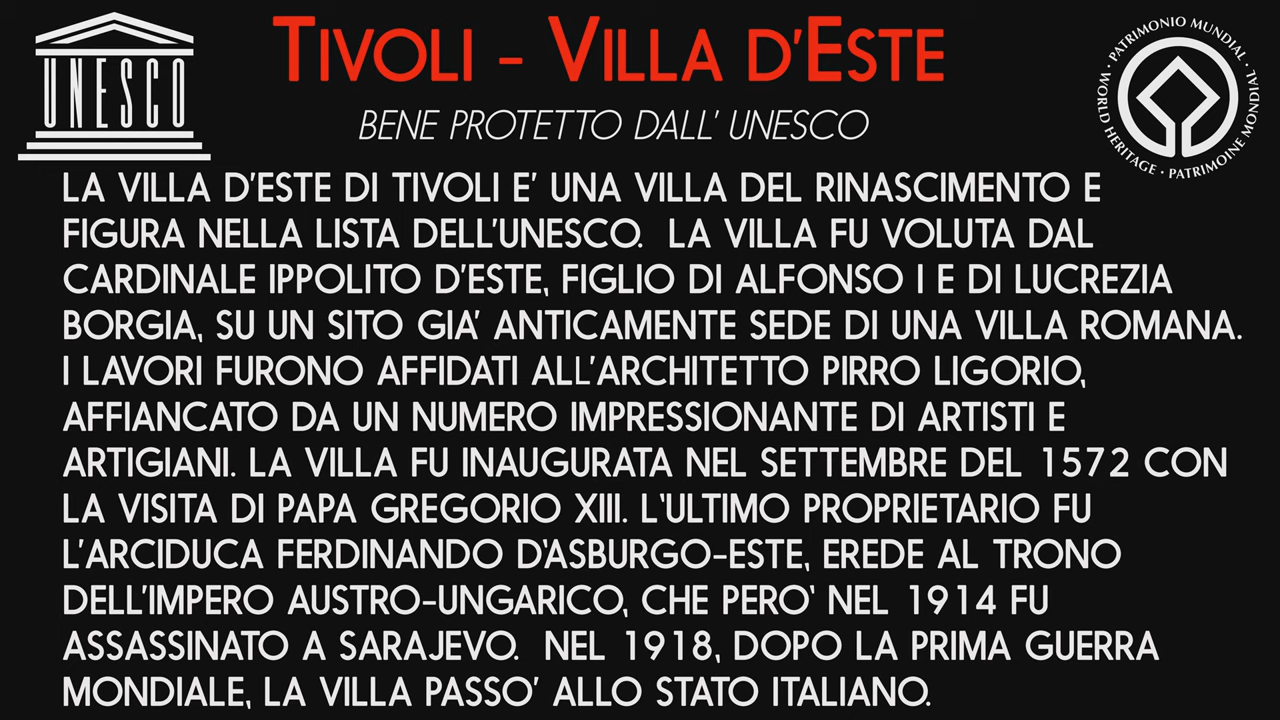 UNESCO
TIVOLI - VILLA D'ESTE
PATRIMONIO MUNDIAL · WORLD HERITAGE · PATRIMOINE MONDIAL ·
BENE PROTETTO DALL' UNESCO
LA VILLA D'ESTE DI TIVOLI E' UNA VILLA DEL RINASCIMENTO E
FIGURA NELLA LISTA DELL'UNESCO. LA VILLA FU VOLUTA DAL
CARDINALE IPPOLITO D'ESTE, FIGLIO DI ALFONSO I E DI LUCREZIA
BORGIA, SU UN SITO GIA' ANTICAMENTE SEDE DI UNA VILLA ROMANA.
I LAVORI FURONO AFFIDATI ALL'ARCHITETTO PIRRO LIGORIO,
AFFIANCATO DA UN NUMERO IMPRESSIONANTE DI ARTISTI E
ARTIGIANI. LA VILLA FU INAUGURATA NEL SETTEMBRE DEL 1572 CON
LA VISITA DI PAPA GREGORIO XIII. L'ULTIMO PROPRIETARIO FU
L'ARCIDUCA FERDINANDO D'ASBURGO-ESTE, EREDE AL TRONO
DELL'IMPERO AUSTRO-UNGARICO, CHE PERO' NEL 1914 FU
ASSASSINATO A SARAJEVO. NEL 1918, DOPO LA PRIMA GUERRA
MONDIALE, LA VILLA PASSO' ALLO STATO ITALIANO.